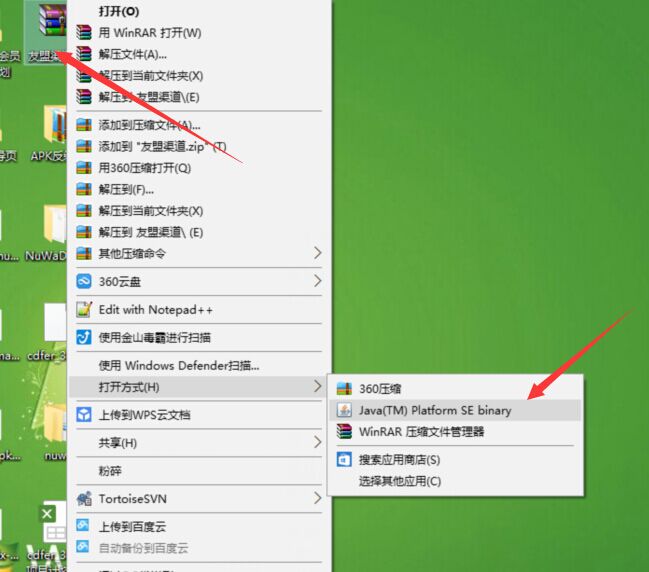 打开(O)
用 WinRAR 打开(W)
解压文件(A)...
解压到当前文件夹(X)
解压到 友盟渠道\(E)
添加到压缩文件(A)...
添加到 "友盟渠道.zip" (T)
用360压缩打开(Q)
解压到(F)...
解压到当前文件夹(X)
解压到 友盟渠道\ (E)
其他压缩命令
360云盘
Edit with Notepad++
使用金山毒霸进行扫描
使用 Windows Defender扫描...
打开方式(H)
上传到WPS云文档
共享(H)
粉碎
TortoiseSVN
上传到百度云
自动备份到百度云
360压缩
Java(TM) Platform SE binary
WinRAR 压缩文件管理器
搜索应用商店(S)
选择其他应用(C)
会员
友盟渠
划
导页
APK反
nu...
NuWaD
ma...
cdfer_3
pk...
nuw
x-...
cdfer_3